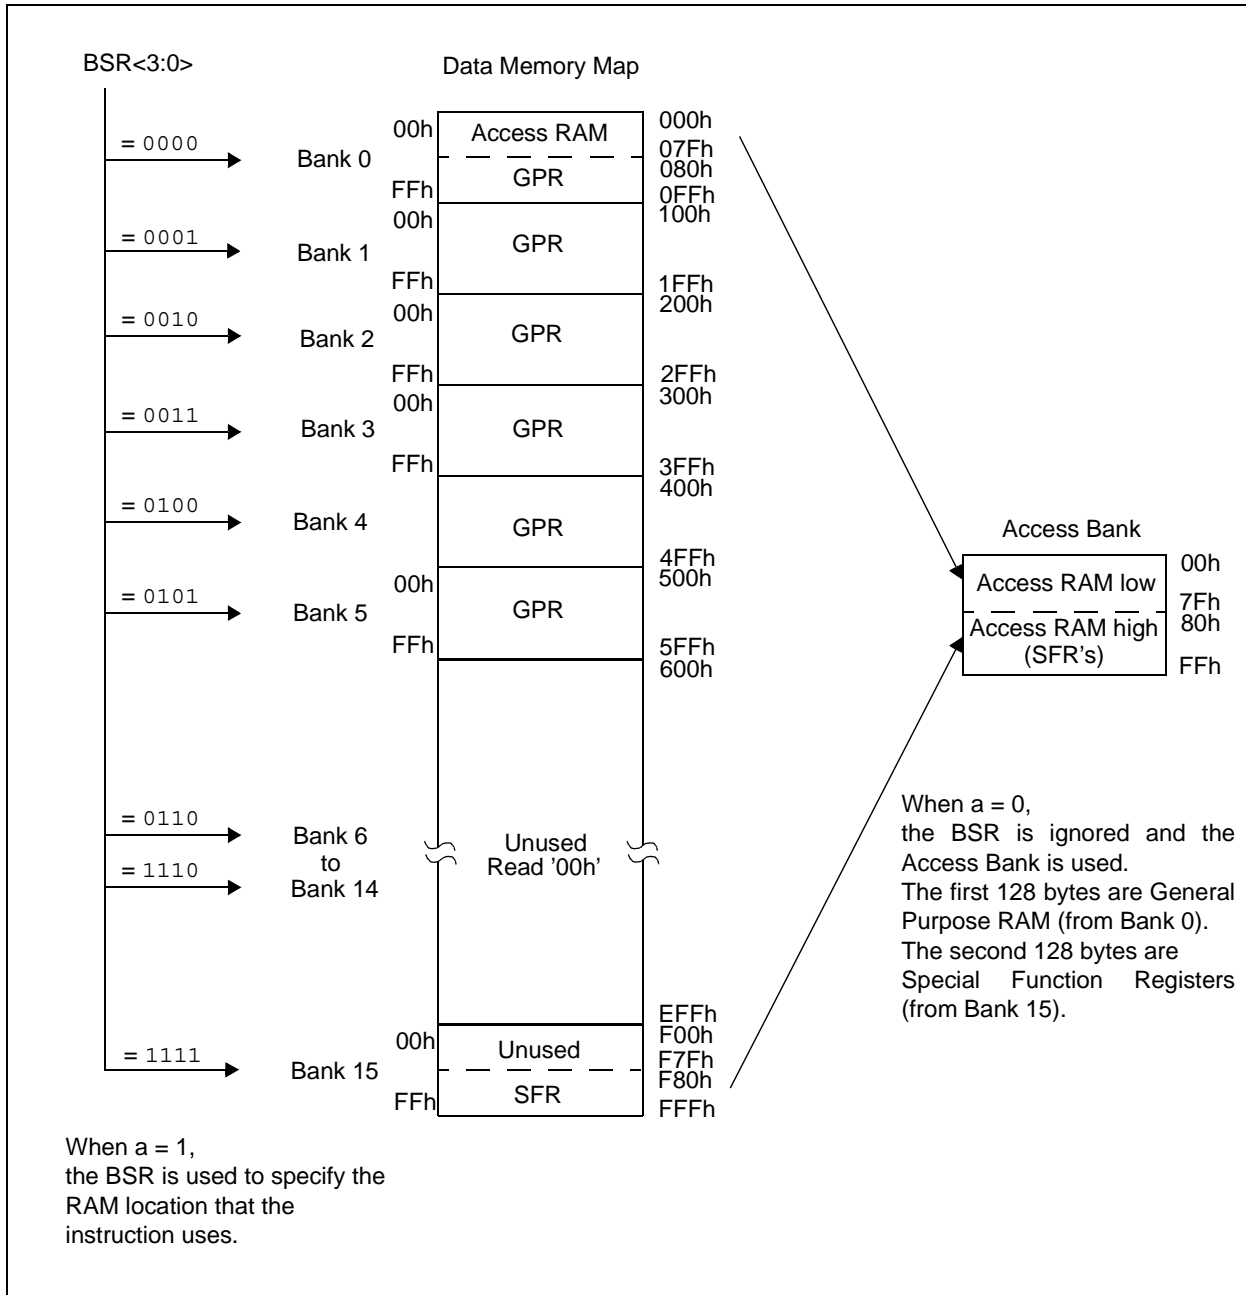 BSR<3:0>
Data Memory Map
= 0000
Bank 0
00h
Access RAM
000h
07Fh
080h
GPR
FFh
0FFh
= 0001
Bank 1
00h
GPR
FFh
100h
1FFh
= 0010
Bank 2
00h
GPR
FFh
200h
2FFh
= 0011
Bank 3
00h
GPR
FFh
300h
3FFh
= 0100
Bank 4
GPR
400h
4FFh
= 0101
Bank 5
00h
GPR
FFh
500h
5FFh
600h
= 0110
= 1110
Bank 6
to
Bank 14
Unused
Read '00h'
EFFh
= 1111
Bank 15
00h
Unused
F00h
F7Fh
F80h
SFR
FFh
FFFh
Access Bank
Access RAM low
00h
7Fh
80h
Access RAM high
(SFR's)
FFh
When a = 0,
the BSR is ignored and the
Access Bank is used.
The first 128 bytes are General
Purpose RAM (from Bank 0).
The second 128 bytes are
Special Function Registers
(from Bank 15).
When a = 1,
the BSR is used to specify the
RAM location that the
instruction uses.